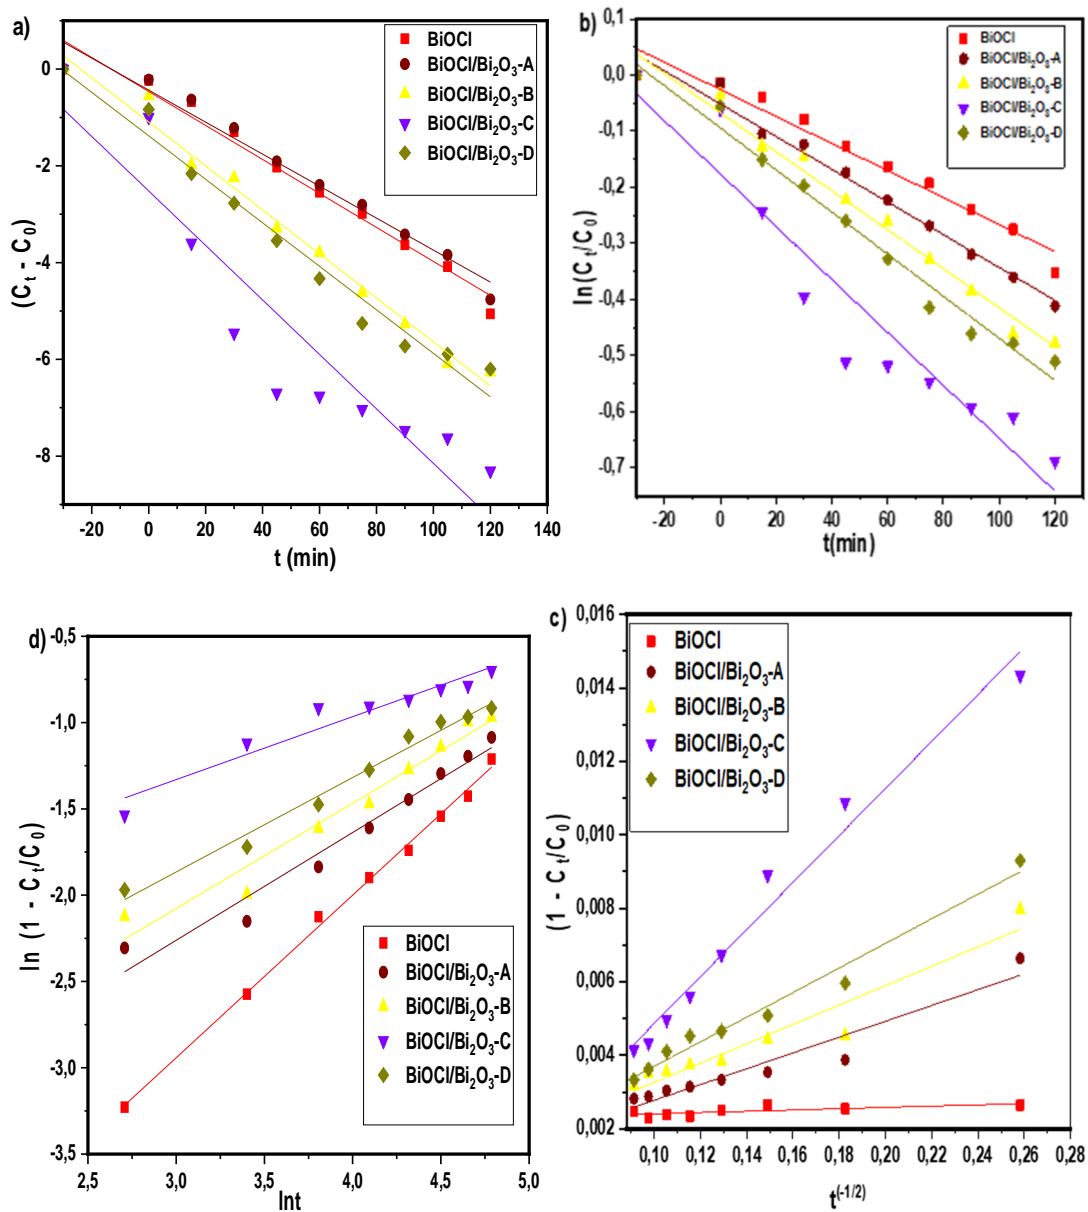 a)
BiOCl
BiOCl/Bi₂O₃-A
BiOCl/Bi₂O₃-B
BiOCl/Bi₂O₃-C
BiOCl/Bi₂O₃-D
(Cₜ - C₀)
0
-2
-4
-6
-8
-20 0 20 40 60 80 100 120 140
t (min)
b)
BiOCl
BiOCl/Bi₂O₃-A
BiOCl/Bi₂O₃-B
BiOCl/Bi₂O₃-C
BiOCl/Bi₂O₃-D
ln(Cₜ/C₀)
0,1
0,0
-0,1
-0,2
-0,3
-0,4
-0,5
-0,6
-0,7
-20 0 20 40 60 80 100 120
t(min)
d)
BiOCl
BiOCl/Bi₂O₃-A
BiOCl/Bi₂O₃-B
BiOCl/Bi₂O₃-C
BiOCl/Bi₂O₃-D
ln (1 - Cₜ/C₀)
-0,5
-1,0
-1,5
-2,0
-2,5
-3,0
-3,5
2,5 3,0 3,5 4,0 4,5 5,0
lnt
c)
BiOCl
BiOCl/Bi₂O₃-A
BiOCl/Bi₂O₃-B
BiOCl/Bi₂O₃-C
BiOCl/Bi₂O₃-D
(1 - Cₜ/C₀)
0,016
0,014
0,012
0,010
0,008
0,006
0,004
0,002
0,10 0,12 0,14 0,16 0,18 0,20 0,22 0,24 0,26 0,28
t⁽⁻¹/²⁾